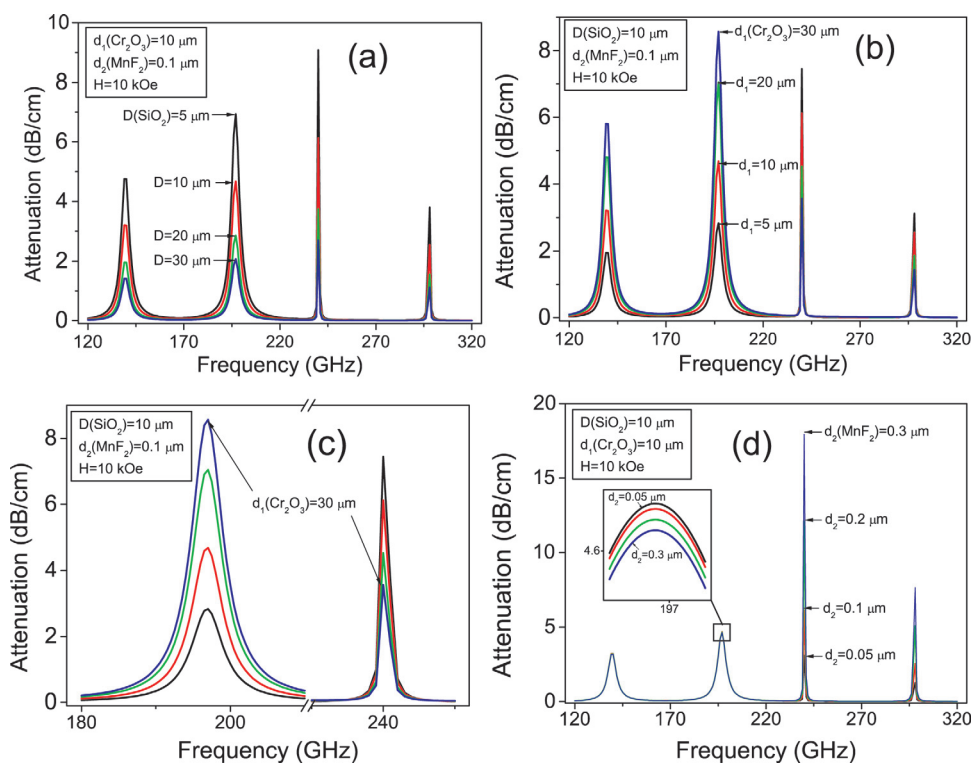 10
8
6
4
2
0
Attenuation (dB/cm)
d₁(Cr₂O₃)=10 μm
d₂(MnF₂)=0.1 μm
H=10 kOe
(a)
D(SiO₂)=5 μm
D=10 μm
D=20 μm
D=30 μm
120 170 220 270 320
Frequency (GHz)
8
6
4
2
0
Attenuation (dB/cm)
D(SiO₂)=10 μm
d₂(MnF₂)=0.1 μm
H=10 kOe
(b)
d₁(Cr₂O₃)=30 μm
d₁=20 μm
d₁=10 μm
d₁=5 μm
120 170 220 270 320
Frequency (GHz)
8
6
4
2
0
Attenuation (dB/cm)
D(SiO₂)=10 μm
d₂(MnF₂)=0.1 μm
H=10 kOe
(c)
d₁(Cr₂O₃)=30 μm
180 200 240
Frequency (GHz)
20
15
10
5
0
Attenuation (dB/cm)
D(SiO₂)=10 μm
d₁(Cr₂O₃)=10 μm
H=10 kOe
(d)
d₂(MnF₂)=0.3 μm
d₂=0.2 μm
d₂=0.1 μm
d₂=0.05 μm
d₂=0.05 μm
4.6
d₂=0.3 μm
197
120 170 220 270 320
Frequency (GHz)